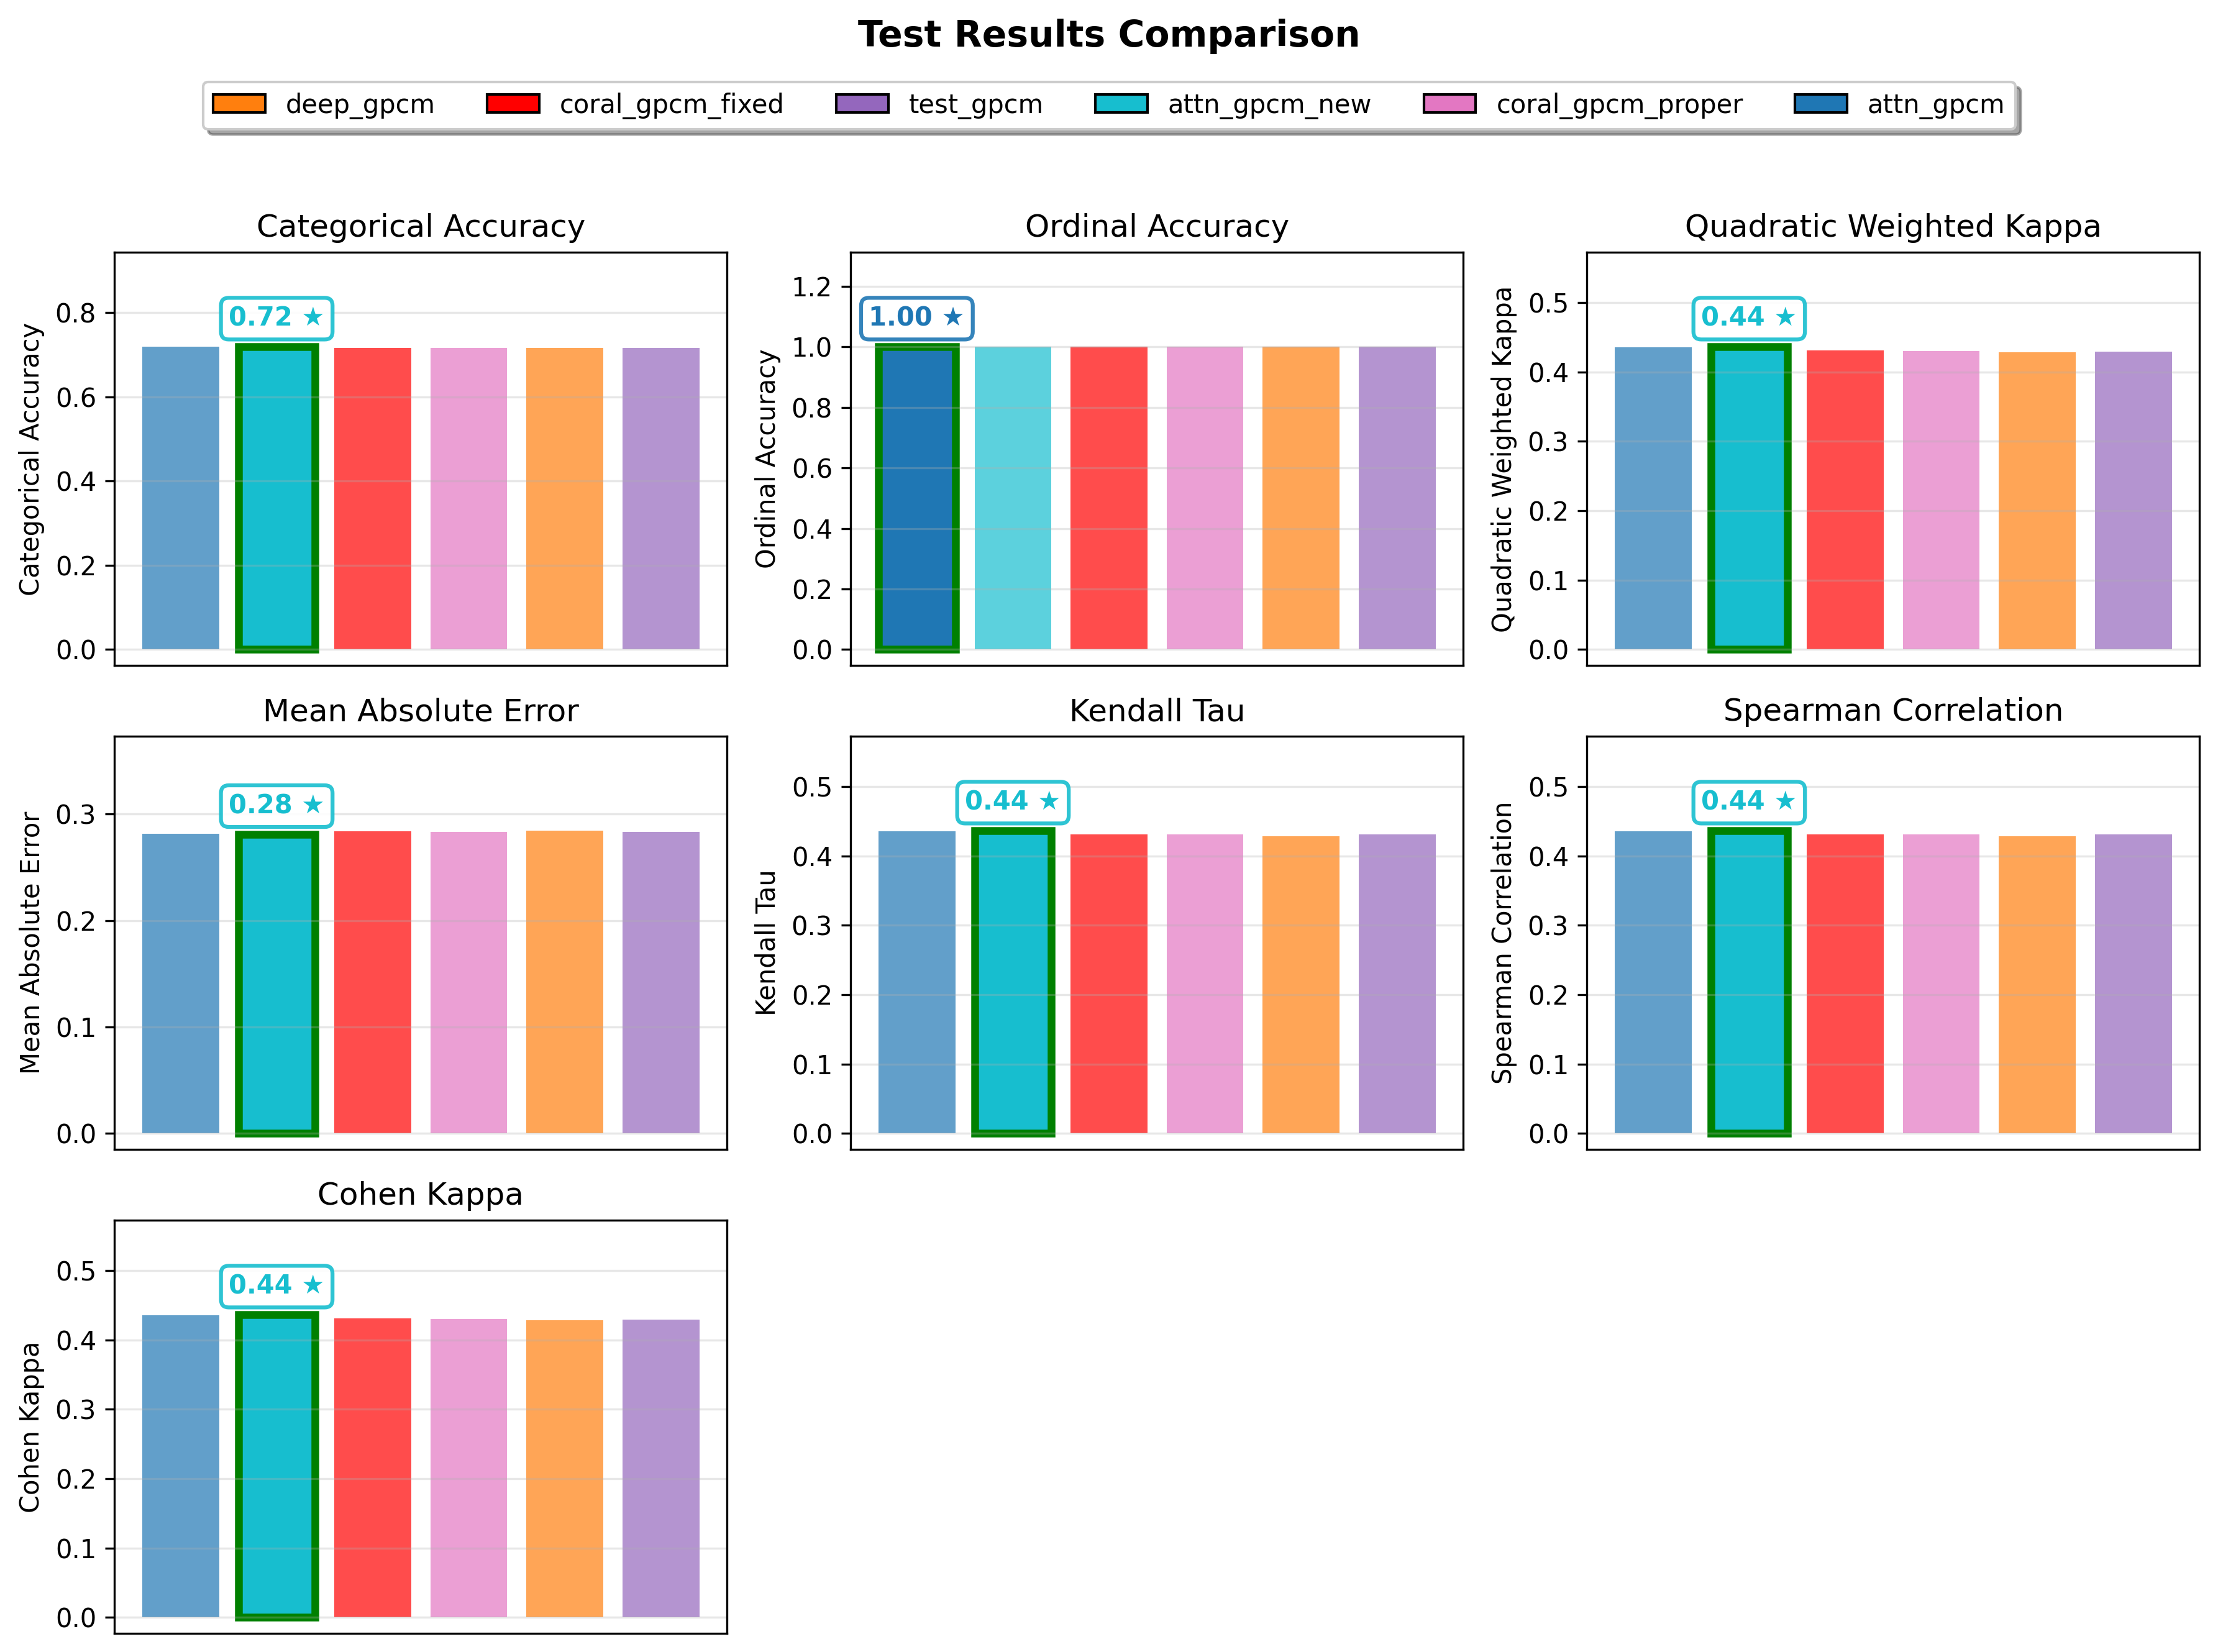 Test Results Comparison
deep_gpcm coral_gpcm_fixed test_gpcm attn_gpcm_new coral_gpcm_proper attn_gpcm
Categorical Accuracy
Categorical Accuracy
0.8
0.6
0.4
0.2
0.0
0.72 ★
Ordinal Accuracy
Ordinal Accuracy
1.2
1.0
0.8
0.6
0.4
0.2
0.0
1.00 ★
Quadratic Weighted Kappa
Quadratic Weighted Kappa
0.5
0.4
0.3
0.2
0.1
0.0
0.44 ★
Mean Absolute Error
Mean Absolute Error
0.3
0.2
0.1
0.0
0.28 ★
Kendall Tau
Kendall Tau
0.5
0.4
0.3
0.2
0.1
0.0
0.44 ★
Spearman Correlation
Spearman Correlation
0.5
0.4
0.3
0.2
0.1
0.0
0.44 ★
Cohen Kappa
Cohen Kappa
0.5
0.4
0.3
0.2
0.1
0.0
0.44 ★